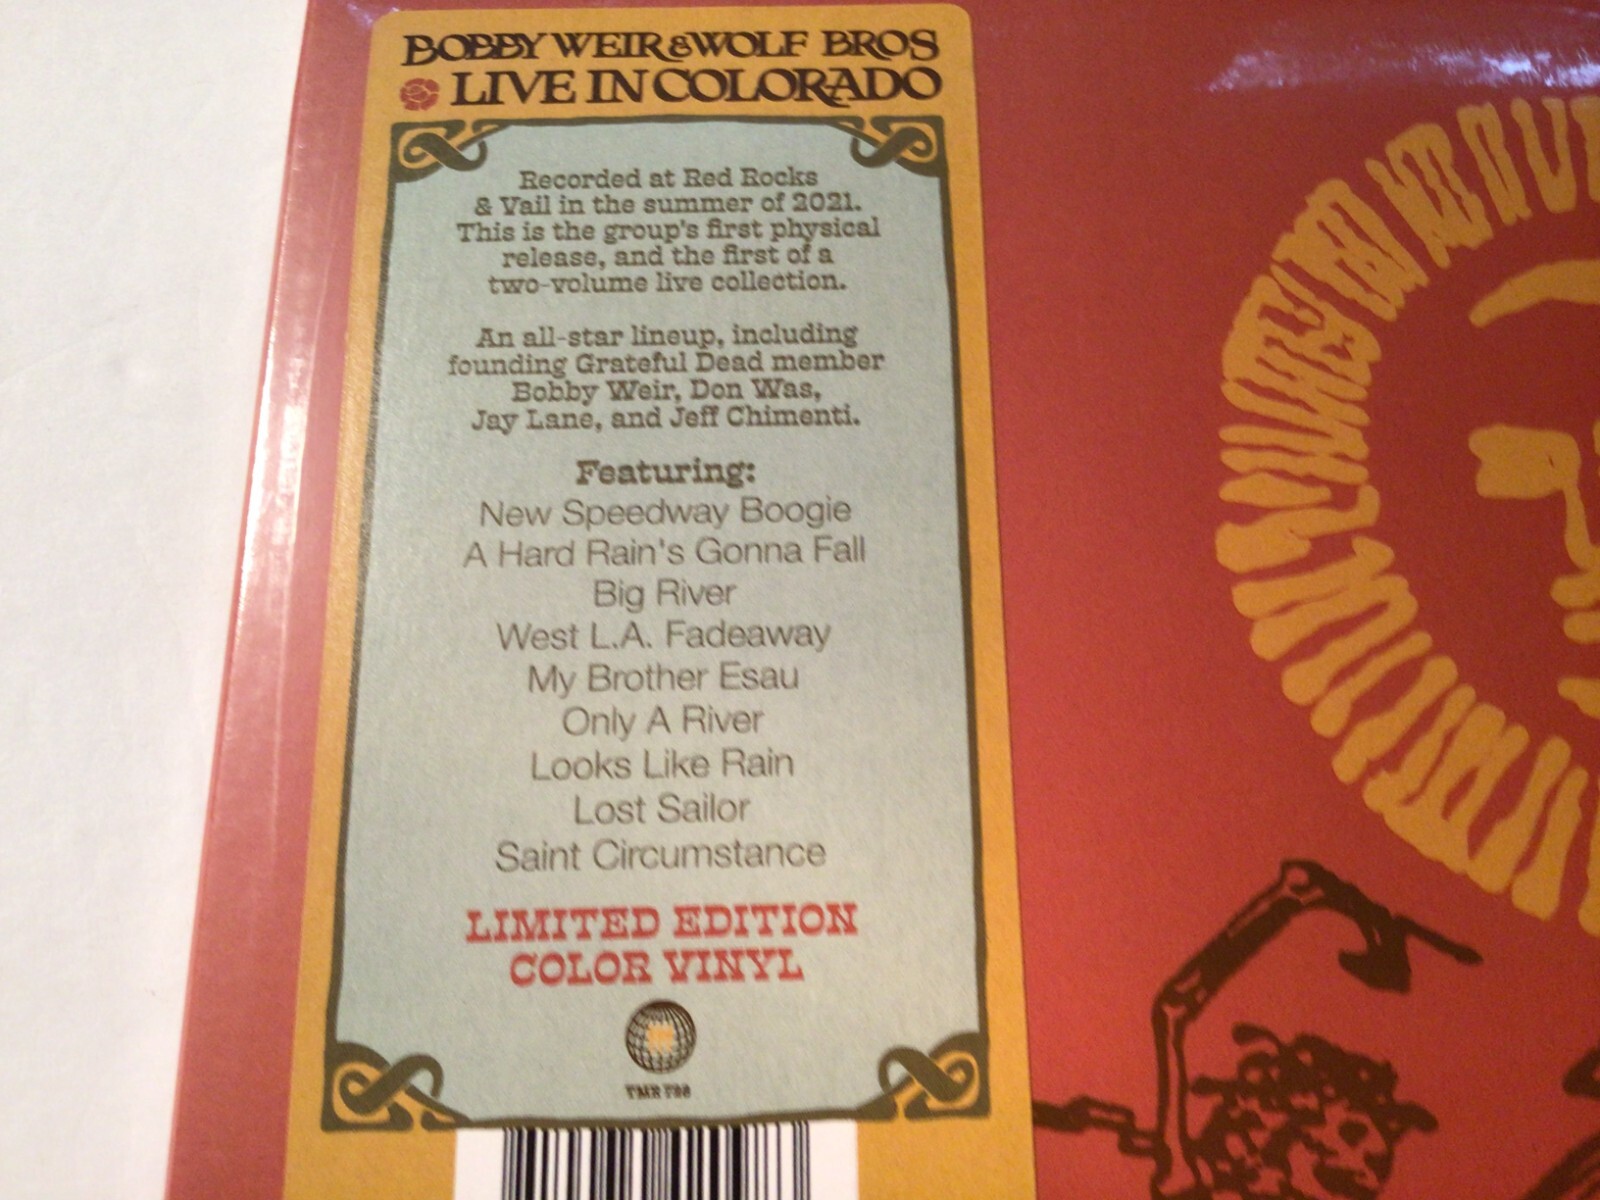 BOBBY WEIR & WOLF BROS
LIVE IN COLORADO
Recorded at Red Rocks
& Vail in the summer of 2021.
This is the group's first physical
release, and the first of a
two-volume live collection.
An all-star lineup, including
founding Grateful Dead member
Bobby Weir, Don Was,
Jay Lane, and Jeff Chimenti.
Featuring:
New Speedway Boogie
A Hard Rain's Gonna Fall
Big River
West L.A. Fadeaway
My Brother Esau
Only A River
Looks Like Rain
Lost Sailor
Saint Circumstance
LIMITED EDITION
COLOR VINYL